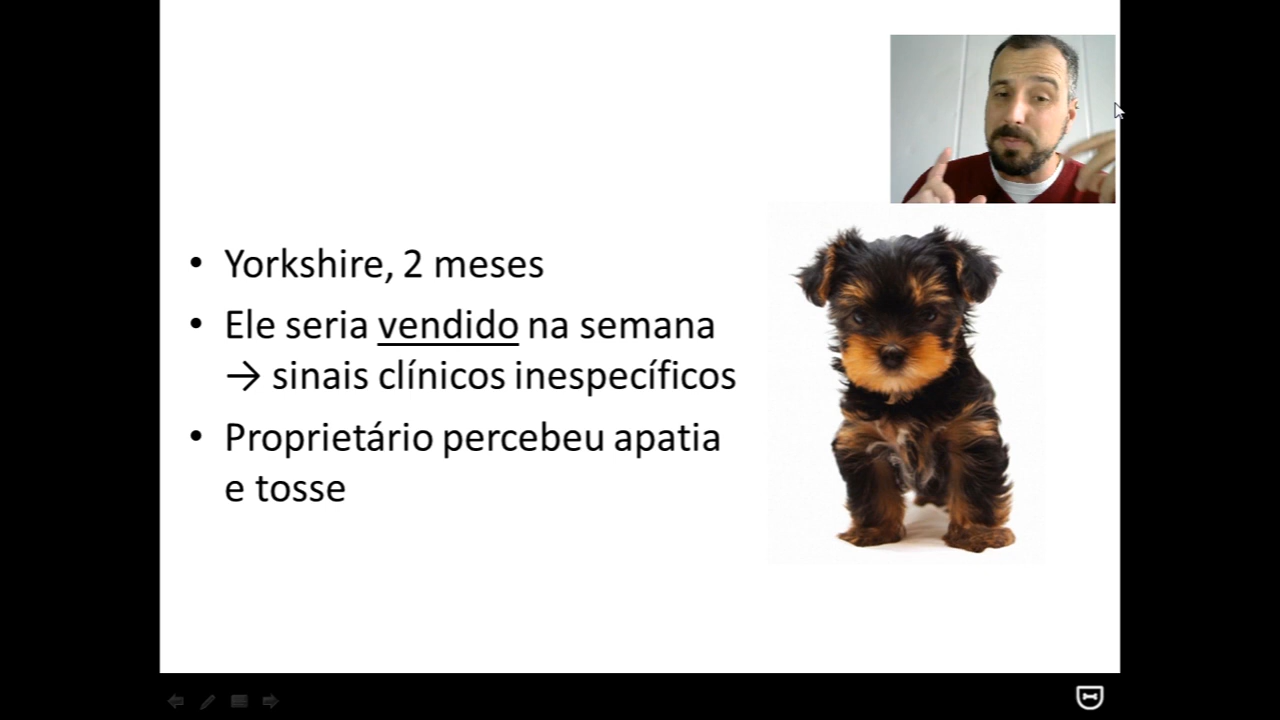 • Yorkshire, 2 meses
• Ele seria vendido na semana
→ sinais clínicos inespecíficos
• Proprietário percebeu apatia
e tosse